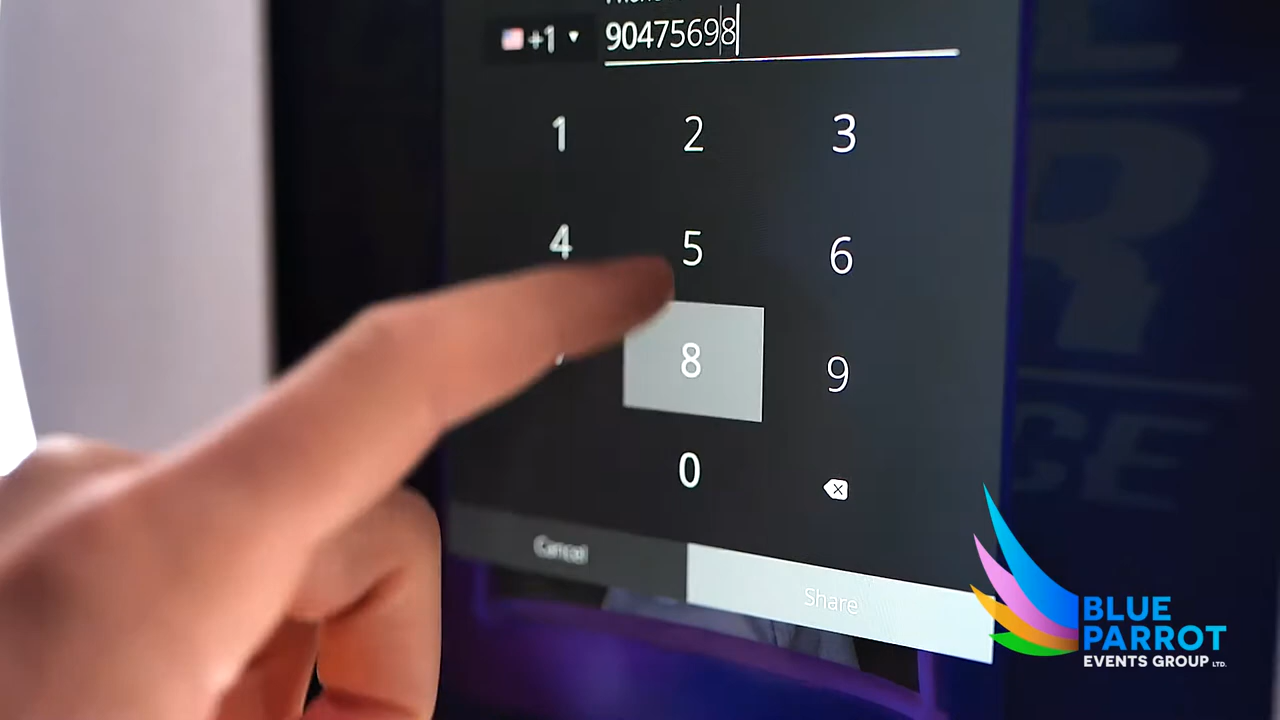 +1 90475698
1 2 3
4 5 6
8 9
0
Cancel
Share
BLUE
PARROT
EVENTS GROUP LTD.